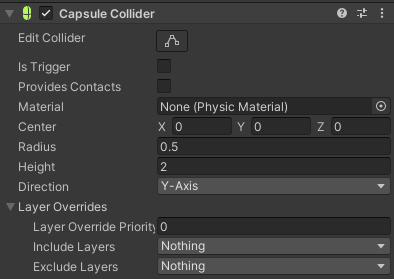 Capsule Collider
Edit Collider
Is Trigger
Provides Contacts
Material None (Physic Material)
Center X 0 Y 0 Z 0
Radius 0.5
Height 2
Direction Y-Axis
Layer Overrides
Layer Override Priority 0
Include Layers Nothing
Exclude Layers Nothing